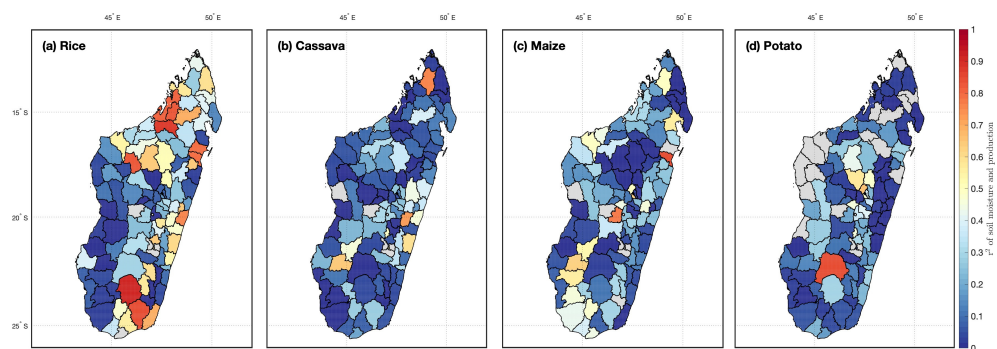 45° E 50° E 45° E 50° E 45° E 50° E 45° E 50° E
(a) Rice (b) Cassava (c) Maize (d) Potato
15° S
20° S
25° S
1
0.9
0.8
0.7
0.6
0.5
0.4
0.3
0.2
0.1
0
r² of soil moisture and production